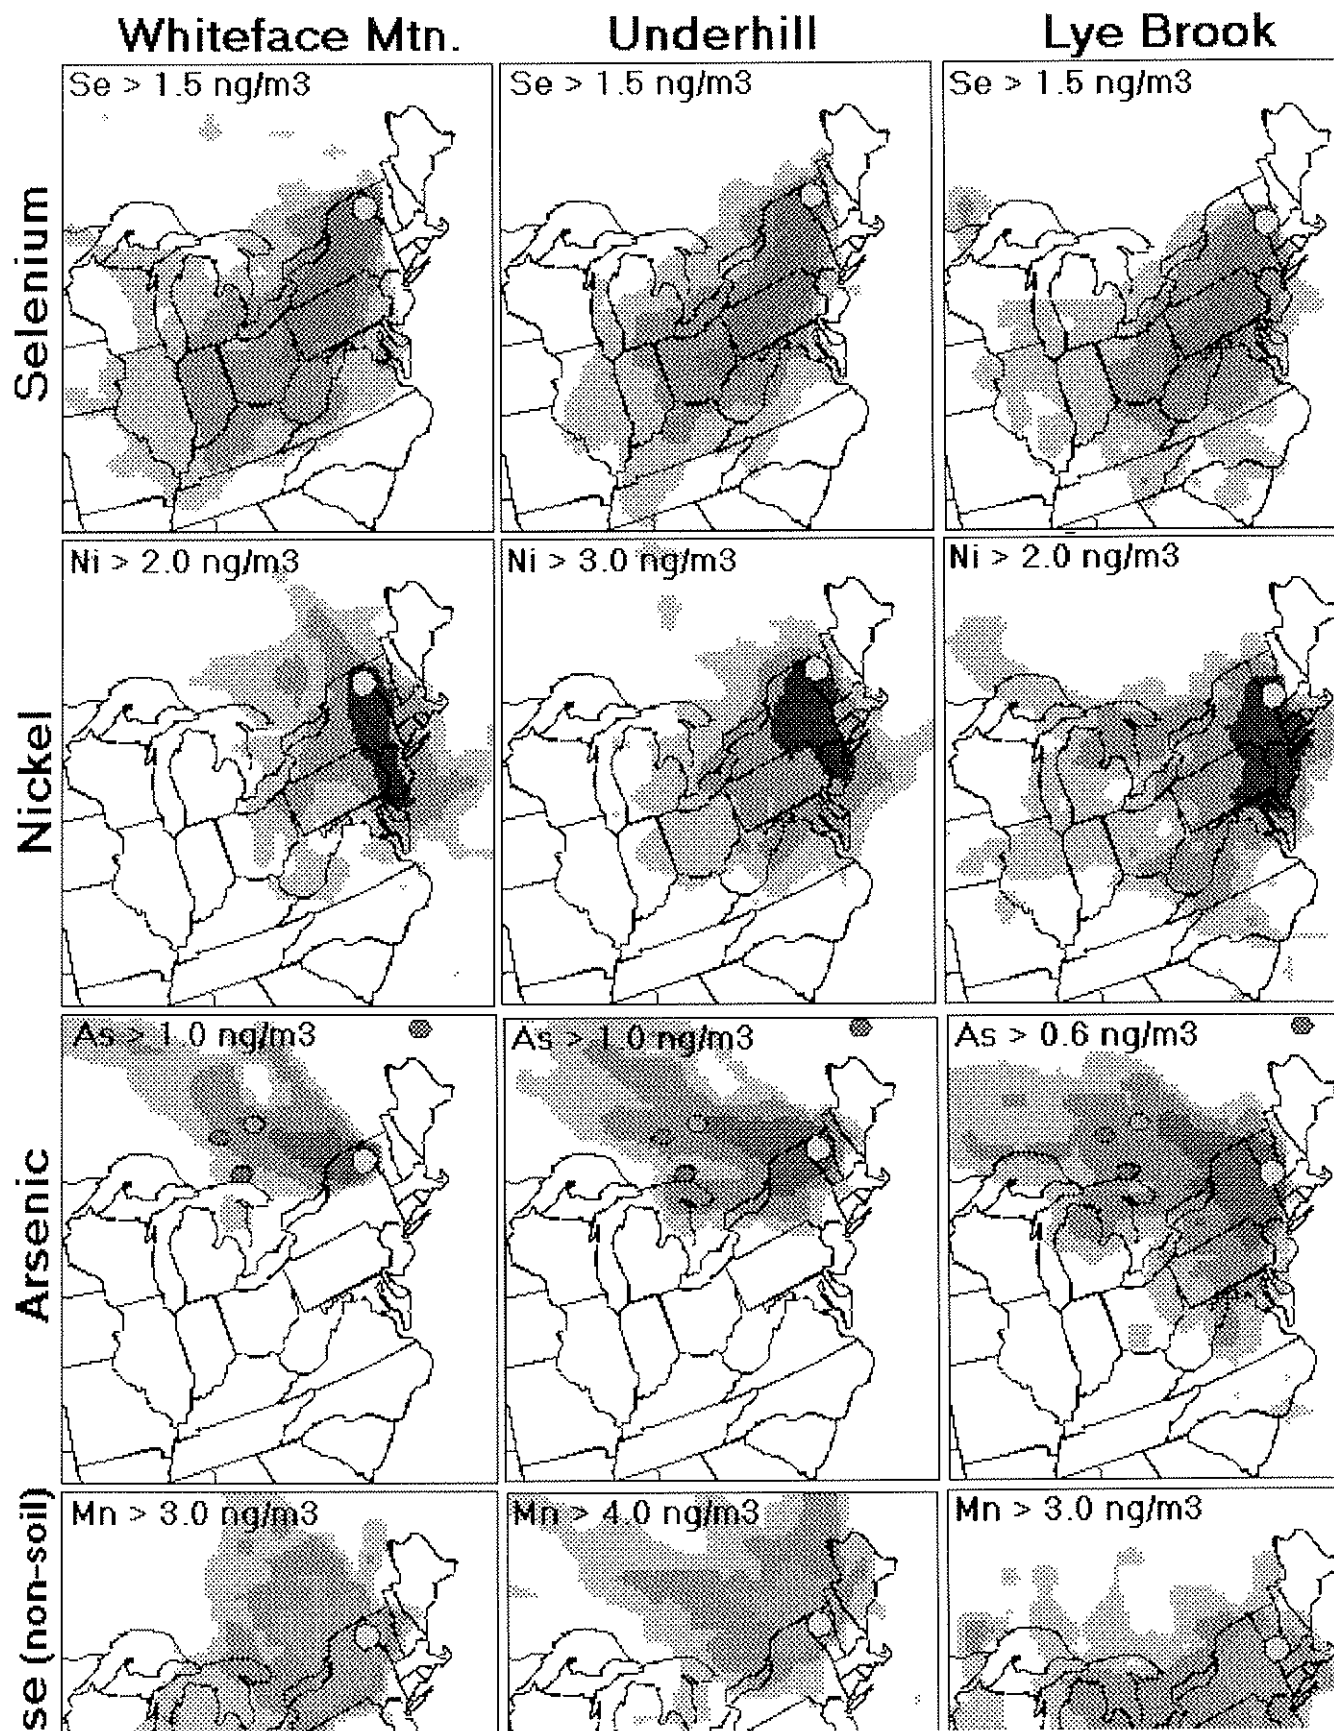 Whiteface Mtn. Underhill Lye Brook
Selenium
Se > 1.5 ng/m3 Se > 1.5 ng/m3 Se > 1.5 ng/m3
Nickel
Ni > 2.0 ng/m3 Ni > 3.0 ng/m3 Ni > 2.0 ng/m3
Arsenic
As > 1.0 ng/m3 As > 1.0 ng/m3 As > 0.6 ng/m3
se (non-soil)
Mn > 3.0 ng/m3 Mn > 4.0 ng/m3 Mn > 3.0 ng/m3